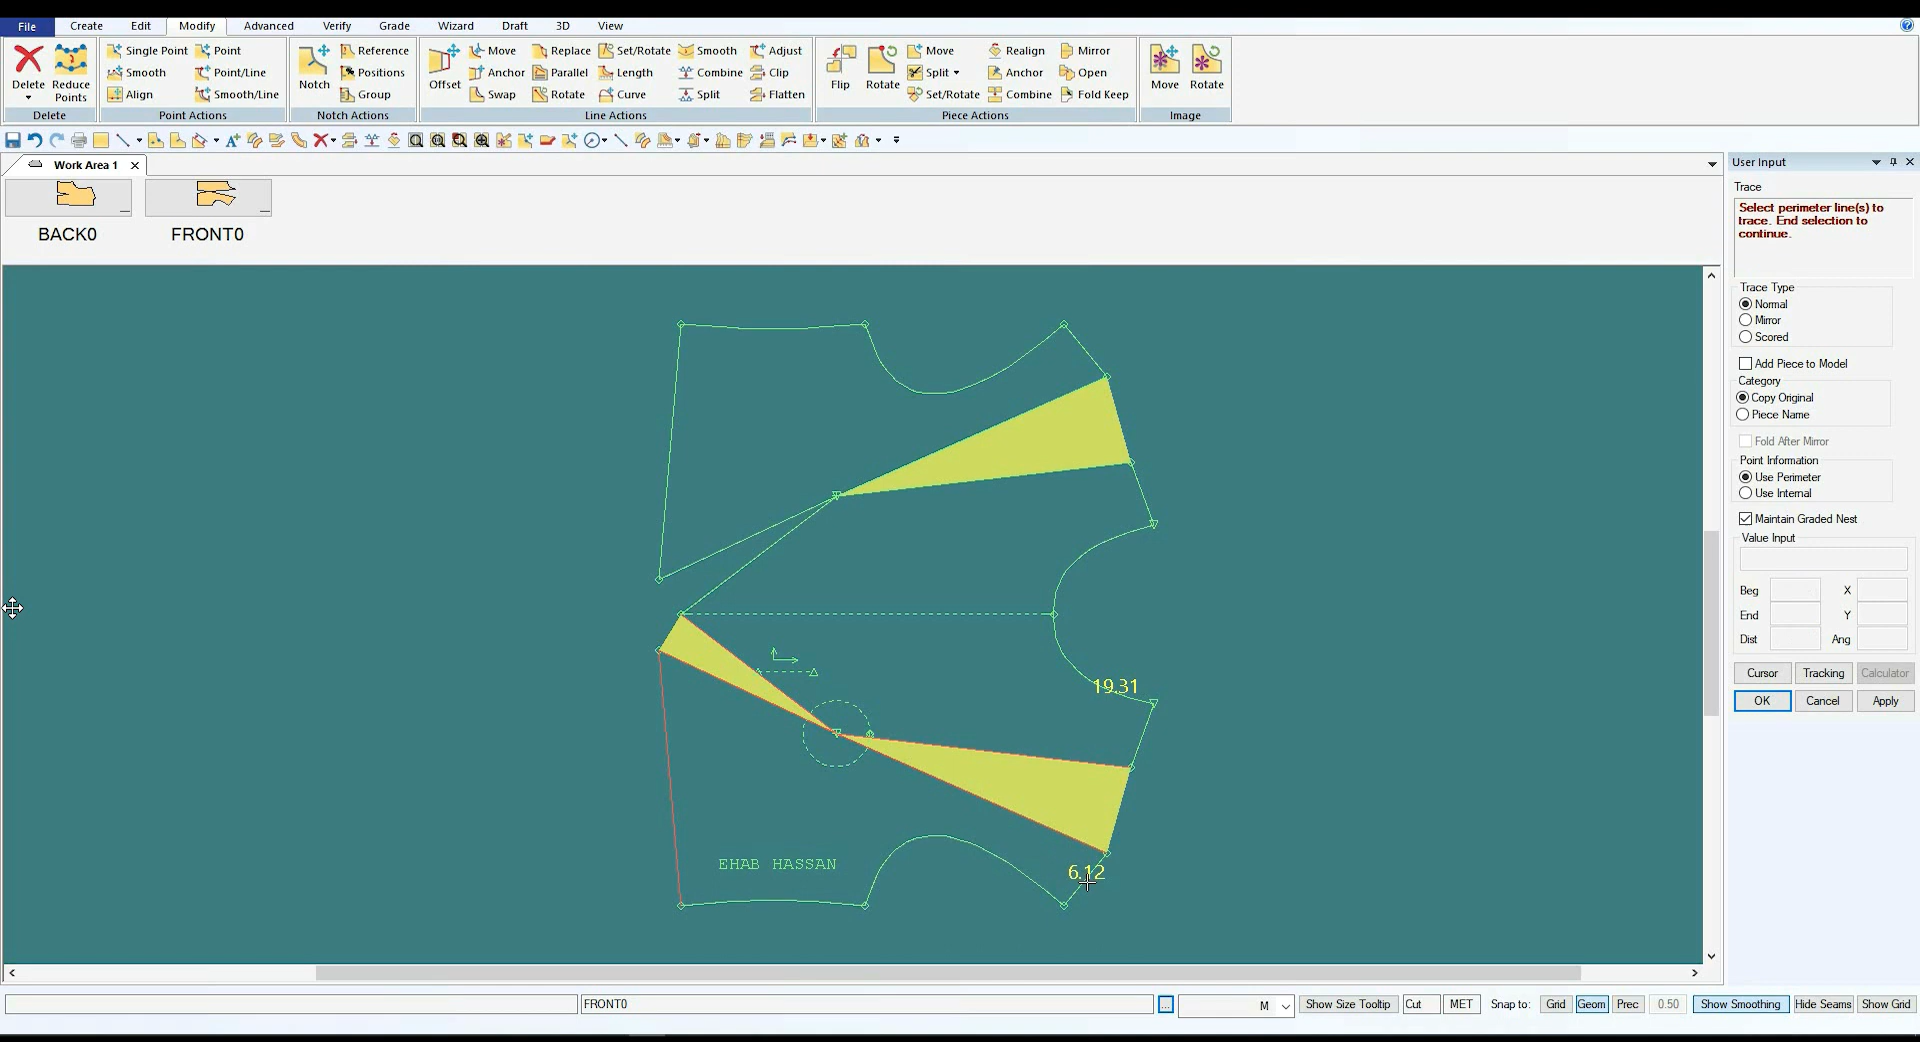 File Create Edit Modify Advanced Verify Grade Wizard Draft 3D View
Delete Reduce Points
Delete
Single Point Point
Smooth Point/Line
Align Smooth/Line
Point Actions
Notch Reference
Positions
Group
Notch Actions
Offset Move Replace Set/Rotate Smooth Adjust
Anchor Parallel Length Combine Clip
Swap Rotate Curve Split Flatten
Line Actions
Flip Rotate Move Realign Mirror
Split Anchor Open
Set/Rotate Combine Fold Keep
Piece Actions
Move Rotate
Image
Work Area 1
BACK0 FRONT0
User Input
Trace
Select perimeter line(s) to
trace. End selection to
continue.
Trace Type
Normal
Mirror
Scored
Add Piece to Model
Category
Copy Original
Piece Name
Fold After Mirror
Point Information
Use Perimeter
Use Internal
Maintain Graded Nest
Value Input
Beg X
End Y
Dist Ang
Cursor Tracking Calculator
OK Cancel Apply
19.31
EHAB HASSAN
6.12
FRONT0 ... M Show Size Tooltip Cut MET Snap to: Grid Geom Prec 0.50 Show Smoothing Hide Seams Show Grid